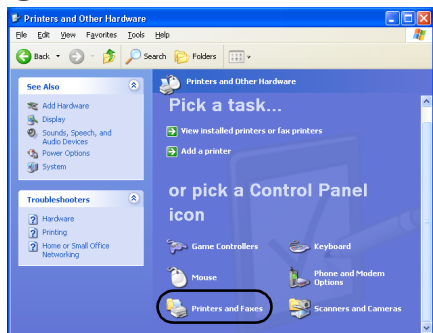 Printers and Other Hardware
File Edit View Favorites Tools Help
Back Search Folders
See Also
Add Hardware
Display
Sounds, Speech, and
Audio Devices
Power Options
System
Troubleshooters
Hardware
Printing
Home or Small Office
Networking
Printers and Other Hardware
Pick a task...
View installed printers or fax printers
Add a printer
or pick a Control Panel
icon
Game Controllers
Keyboard
Mouse
Phone and Modem
Options
Printers and Faxes
Scanners and Cameras